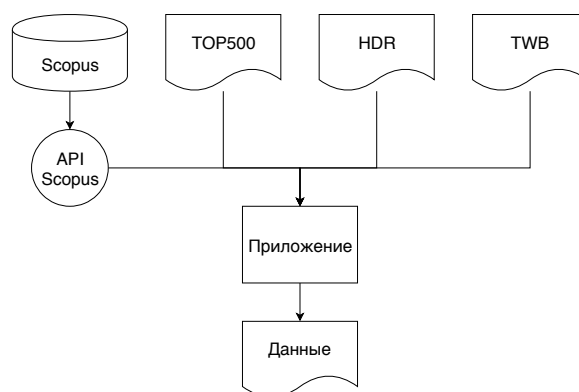 Scopus
TOP500
HDR
TWB
API
Scopus
Приложение
Данные